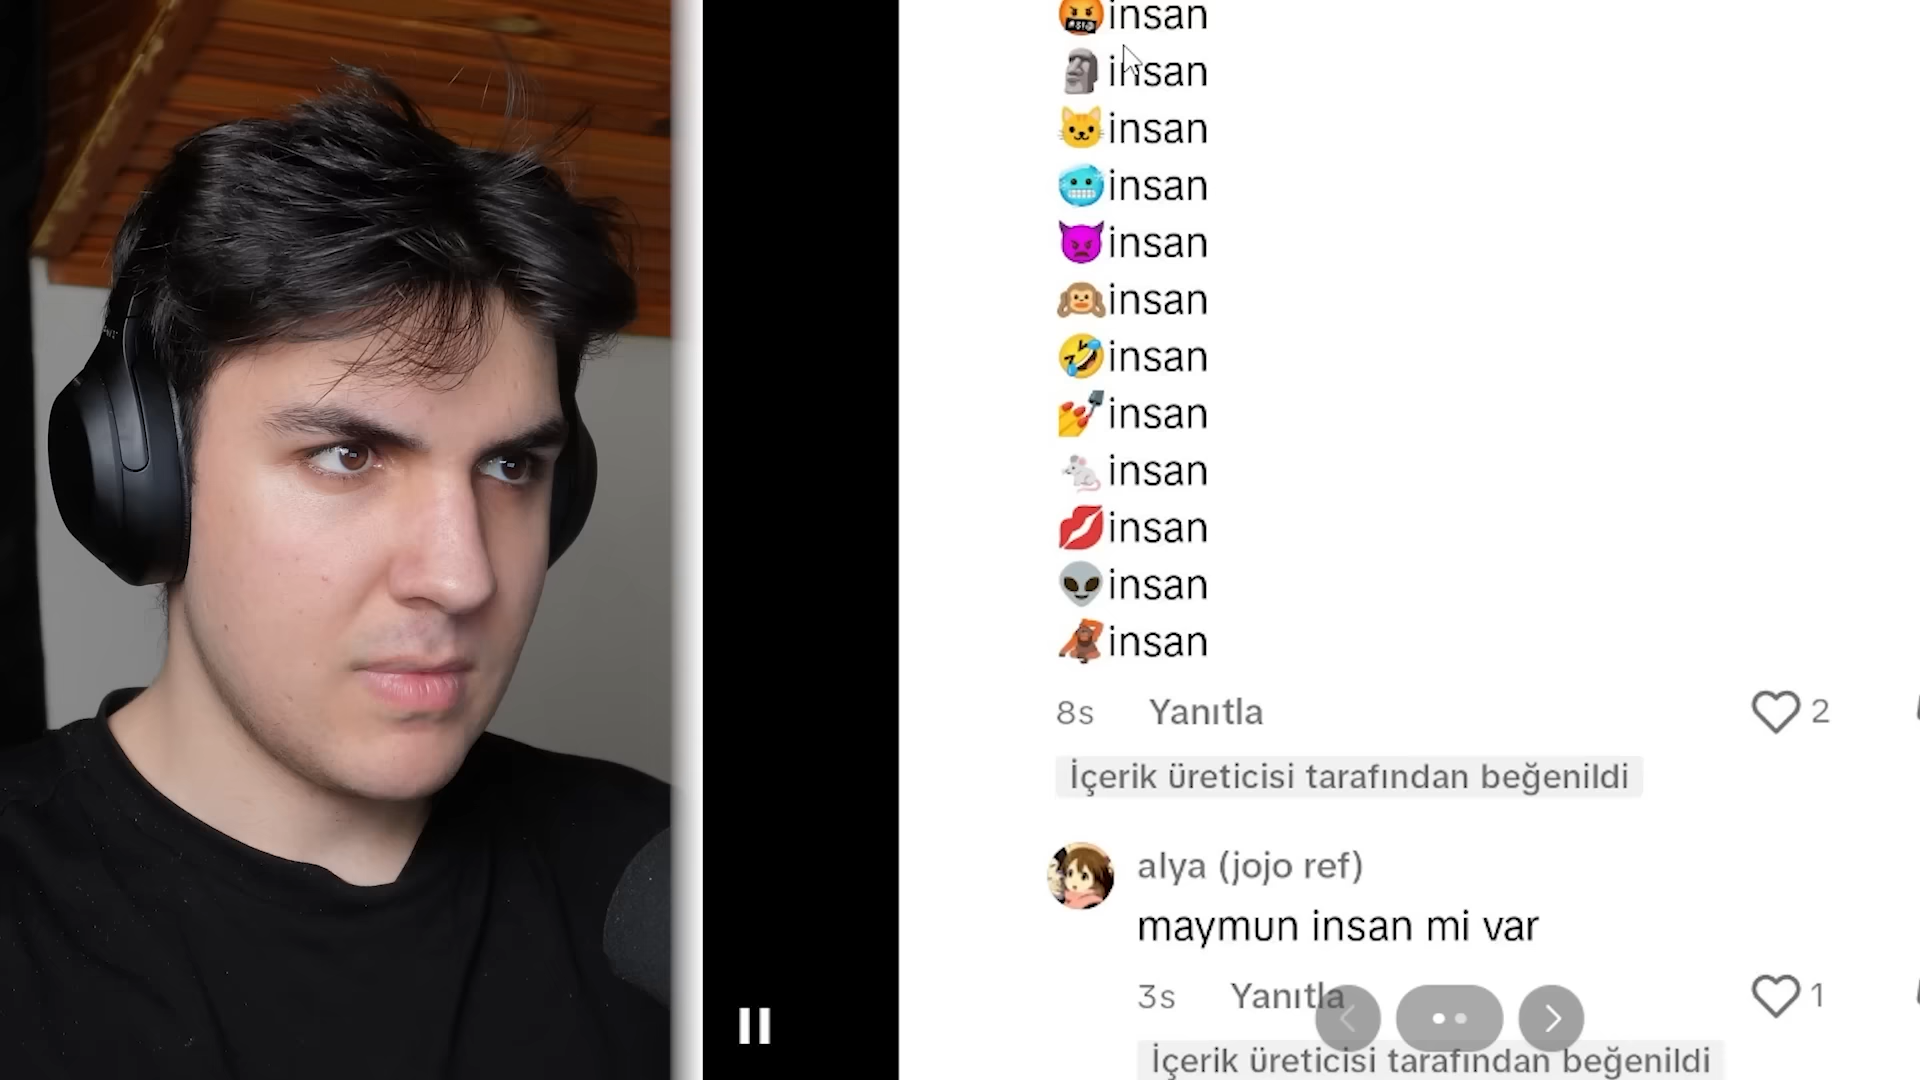 🤬insan
🗿insan
🐱insan
🥶insan
👿insan
🙉insan
🤣insan
💅insan
🐁insan
💋insan
👽insan
🦧insan
8s Yanıtla 2
İçerik üreticisi tarafından beğenildi
alya (jojo ref)
maymun insan mi var
3s Yanıtla 1
İçerik üreticisi tarafından beğenildi